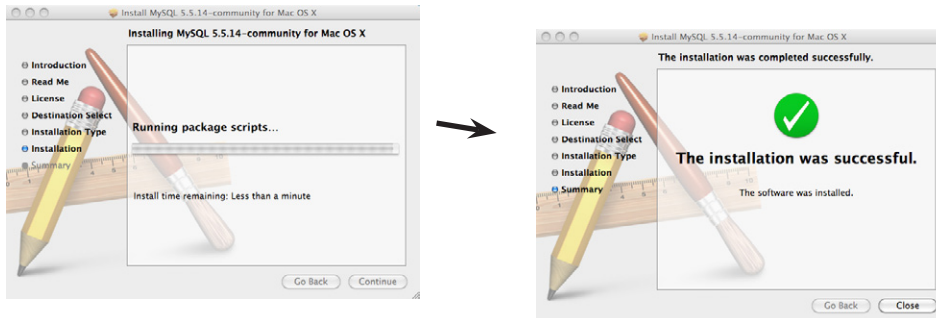 Install MySQL 5.5.14-community for Mac OS X
Installing MySQL 5.5.14-community for Mac OS X
Introduction
Read Me
License
Destination Select
Installation Type
Installation
Summary
Running package scripts...
Install time remaining: Less than a minute
Go Back
Continue
Install MySQL 5.5.14-community for Mac OS X
The installation was completed successfully.
Introduction
Read Me
License
Destination Select
Installation Type
Installation
Summary
The installation was successful.
The software was installed.
Go Back
Close